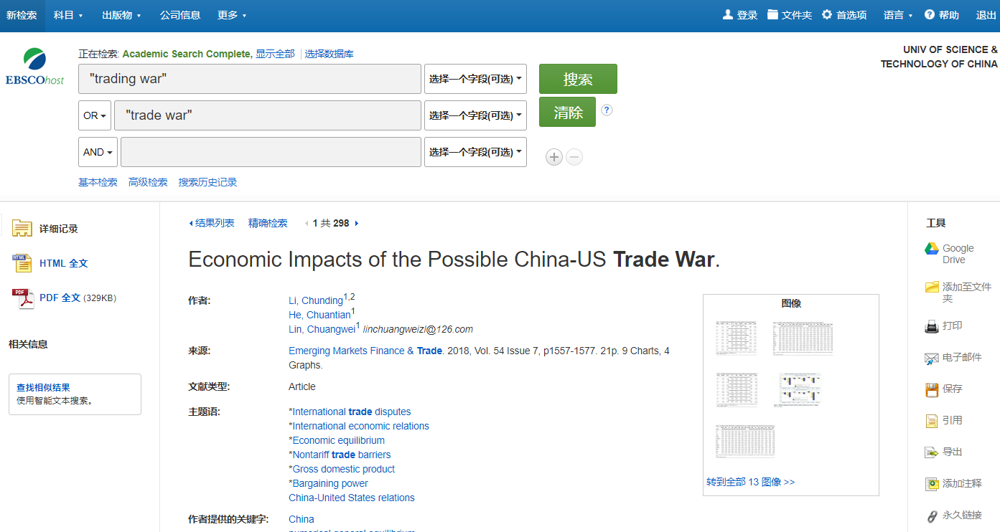 新检索 科目 出版物 公司信息 更多 登录 文件夹 首选项 语言 帮助 退出
正在检索: Academic Search Complete, 显示全部 选择数据库
UNIV OF SCIENCE &
TECHNOLOGY OF CHINA
EBSCOhost
"trading war" 选择一个字段(可选) 搜索
OR "trade war" 选择一个字段(可选) 清除 ?
AND 选择一个字段(可选)
基本检索 高级检索 搜索历史记录
详细记录
HTML 全文
PDF 全文 (329KB)
相关信息
查找相似结果
使用智能文本搜索。
结果列表 精确检索 1 共 298
Economic Impacts of the Possible China-US Trade War.
作者: Li, Chunding1,2
He, Chuantian1
Lin, Chuangwei1 linchuangweizl@126.com
来源: Emerging Markets Finance & Trade. 2018, Vol. 54 Issue 7, p1557-1577. 21p. 9 Charts, 4
Graphs.
文献类型: Article
主题语: *International trade disputes
*International economic relations
*Economic equilibrium
*Nontariff trade barriers
*Gross domestic product
*Bargaining power
China-United States relations
作者提供的关键字: China
numerical general equilibrium
图像
转到全部 13 图像 >>
工具
Google
Drive
添加至文件
夹
打印
电子邮件
保存
引用
导出
添加注释
永久链接